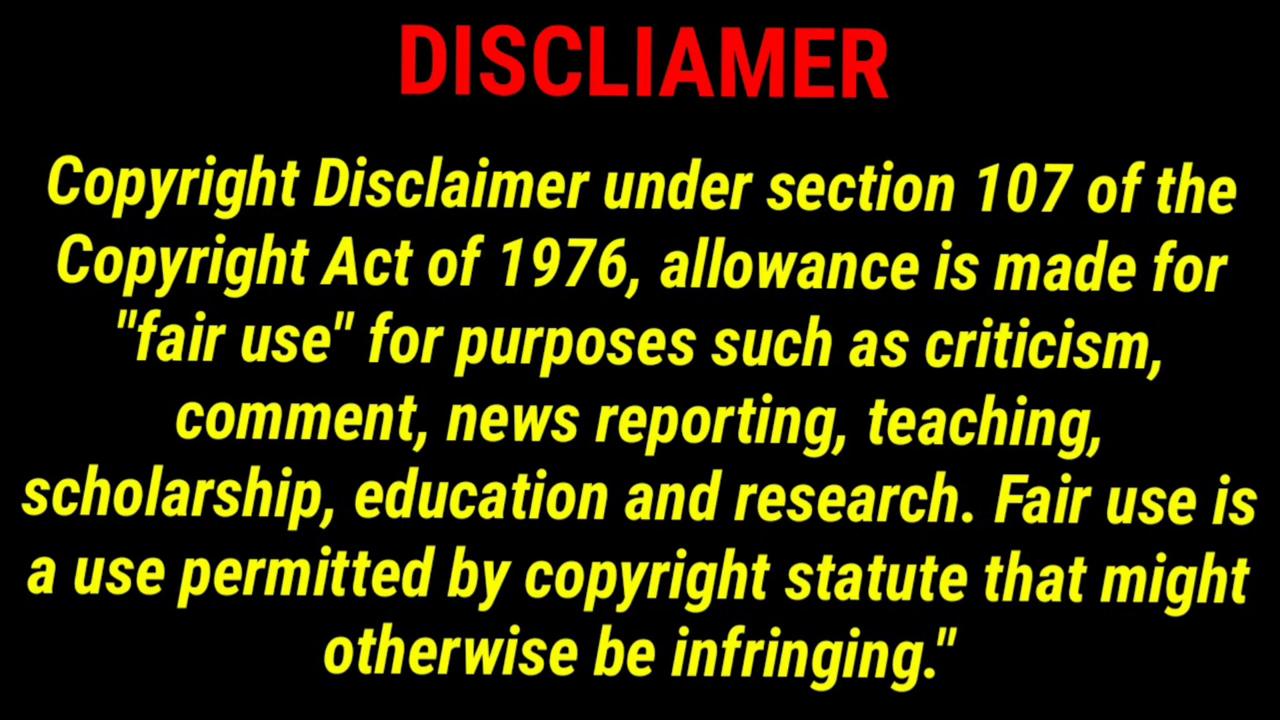 DISCLIAMER
Copyright Disclaimer under section 107 of the
Copyright Act of 1976, allowance is made for
"fair use" for purposes such as criticism,
comment, news reporting, teaching,
scholarship, education and research. Fair use is
a use permitted by copyright statute that might
otherwise be infringing."